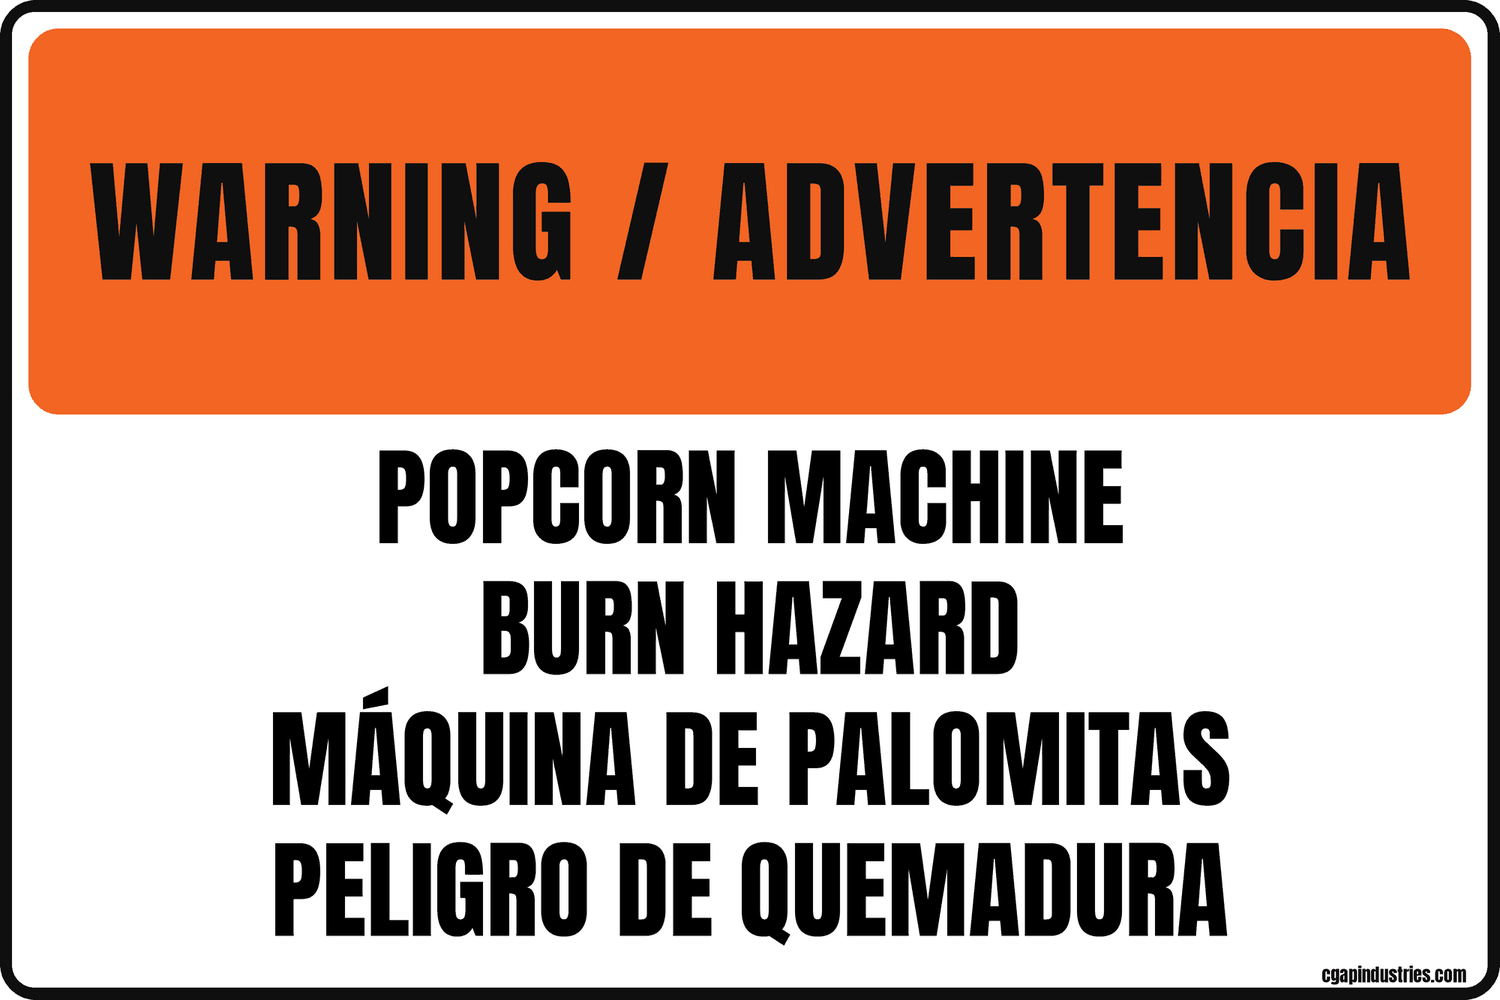 WARNING / ADVERTENCIA
POPCORN MACHINE
BURN HAZARD
MÁQUINA DE PALOMITAS
PELIGRO DE QUEMADURA
cgapindustries.com